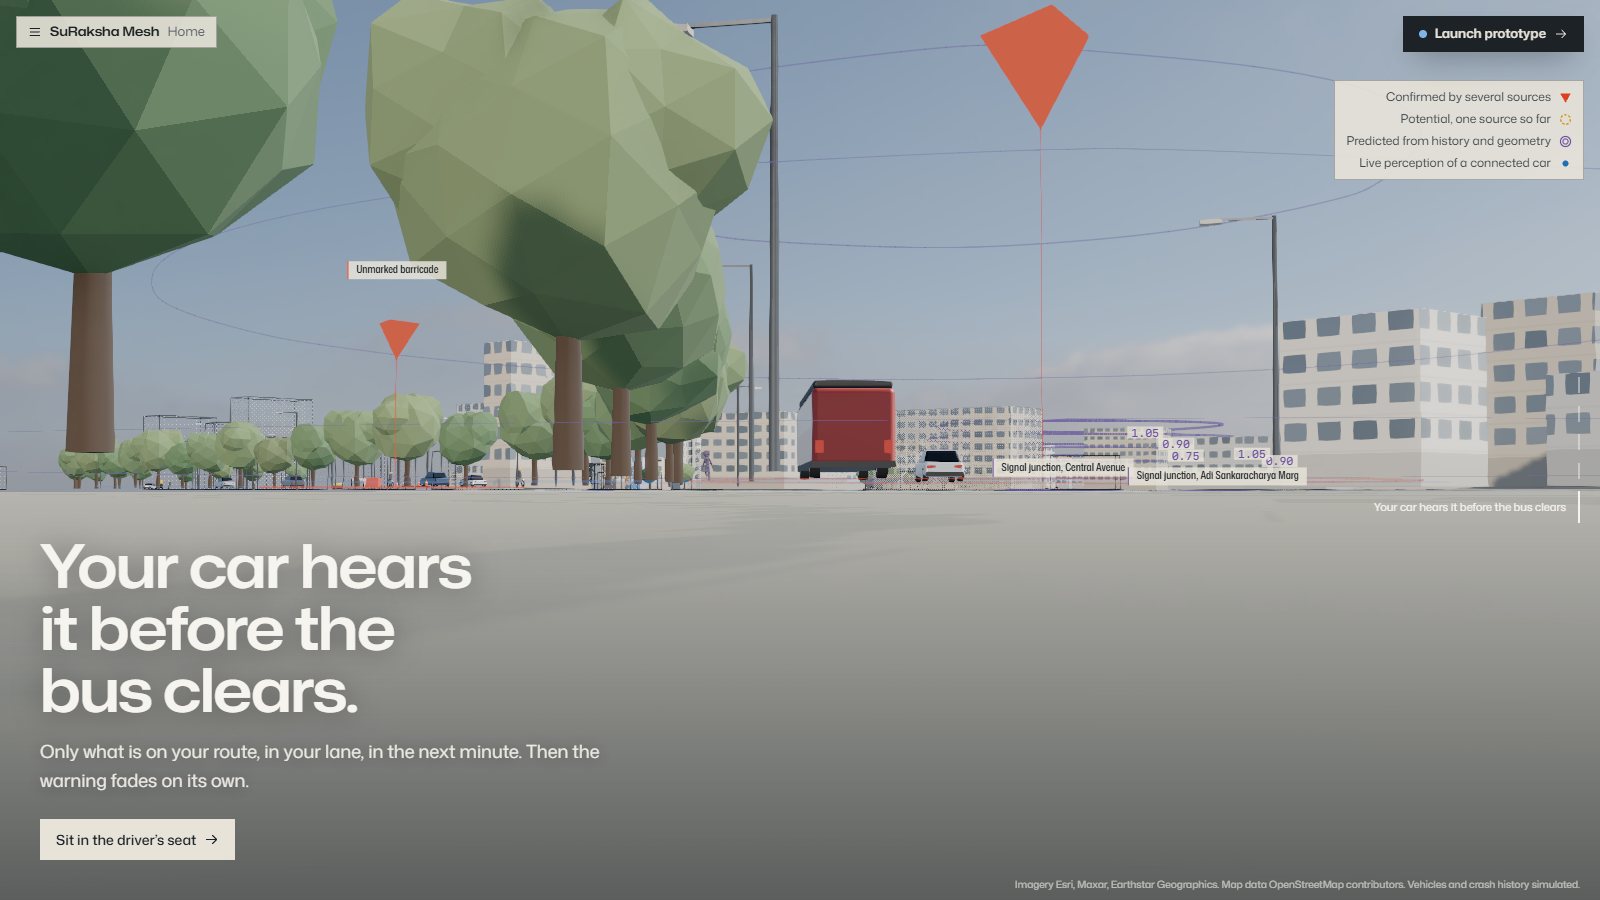 SuRaksha Mesh Home
Launch prototype
Confirmed by several sources
Potential, one source so far
Predicted from history and geometry
Live perception of a connected car
Unmarked barricade
1.05
0.90
0.75
1.05
0.90
Signal junction, Central Avenue
Signal junction, Adi Sankaracharya Marg
Your car hears it before the bus clears
Your car hears
it before the
bus clears.
Only what is on your route, in your lane, in the next minute. Then the
warning fades on its own.
Sit in the driver's seat
Imagery Esri, Maxar, Earthstar Geographics. Map data OpenStreetMap contributors. Vehicles and crash history simulated.